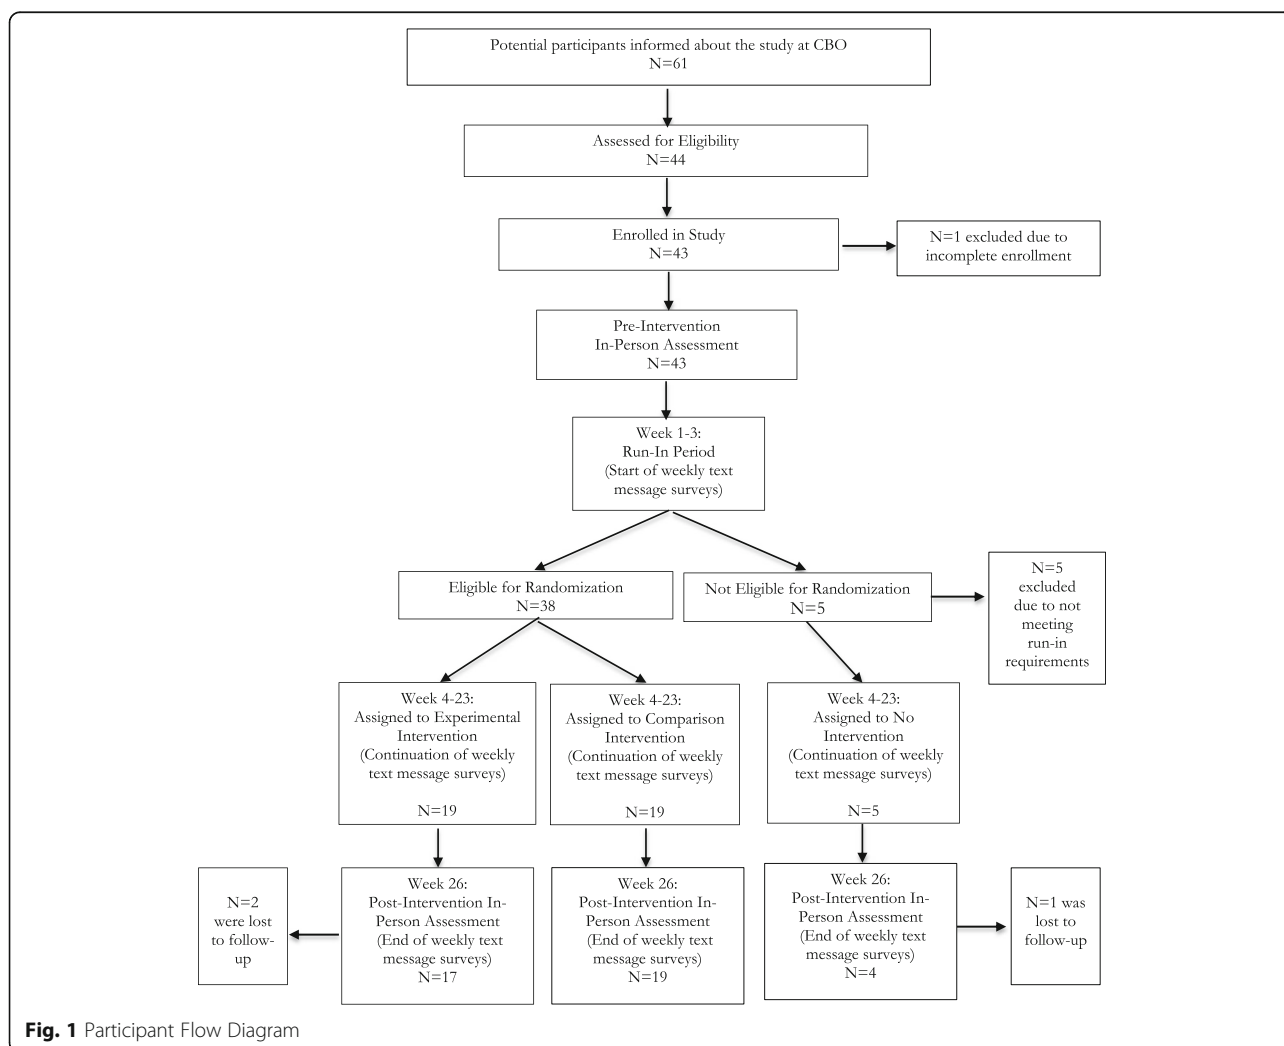 Potential participants informed about the study at CBO
N=61
Assessed for Eligibility
N=44
Enrolled in Study
N=43
N=1 excluded due to
incomplete enrollment
Pre-Intervention
In-Person Assessment
N=43
Week 1-3:
Run-In Period
(Start of weekly text
message surveys)
Eligible for Randomization
N=38
Not Eligible for Randomization
N=5
N=5
excluded
due to not
meeting
run-in
requirements
Week 4-23:
Assigned to Experimental
Intervention
(Continuation of weekly
text message surveys)
N=19
Week 4-23:
Assigned to Comparison
Intervention
(Continuation of weekly
text message surveys)
N=19
Week 4-23:
Assigned to No
Intervention
(Continuation of weekly
text message surveys)
N=5
N=2
were lost
to follow-
up
Week 26:
Post-Intervention In-
Person Assessment
(End of weekly text
message surveys)
N=17
Week 26:
Post-Intervention In-
Person Assessment
(End of weekly text
message surveys)
N=19
Week 26:
Post-Intervention In-
Person Assessment
(End of weekly text
message surveys)
N=4
N=1 was
lost to
follow-up
Fig. 1 Participant Flow Diagram